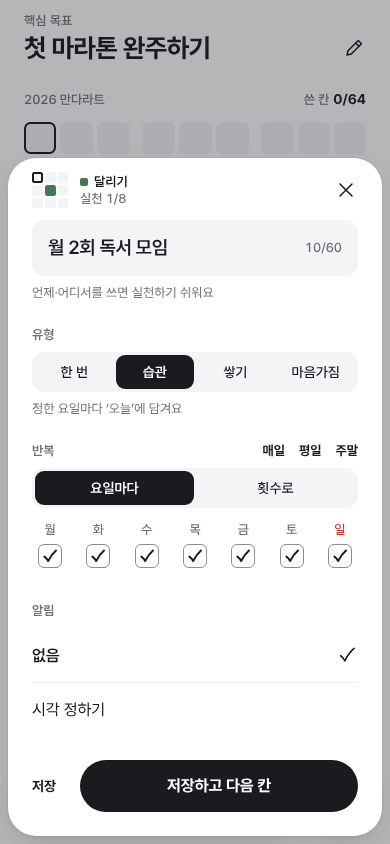 핵심 목표
첫 마라톤 완주하기
2026 만다라트
쓴 칸 0/64
달리기
실천 1/8
월 2회 독서 모임
10/60
언제·어디서를 쓰면 실천하기 쉬워요
유형
한 번 습관 쌓기 마음가짐
정한 요일마다 ‘오늘’에 담겨요
반복
매일 평일 주말
요일마다 횟수로
월 화 수 목 금 토 일
알림
없음
시각 정하기
저장
저장하고 다음 칸